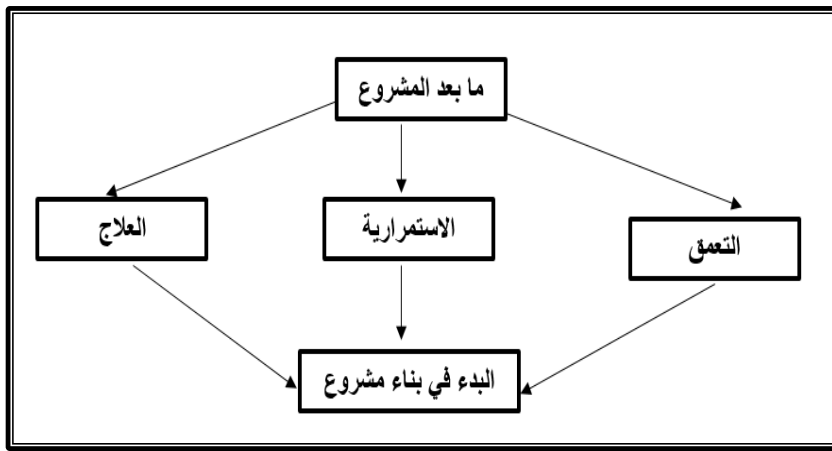 ما بعد المشروع
التعمق
الاستمرارية
العلاج
البدء في بناء مشروع